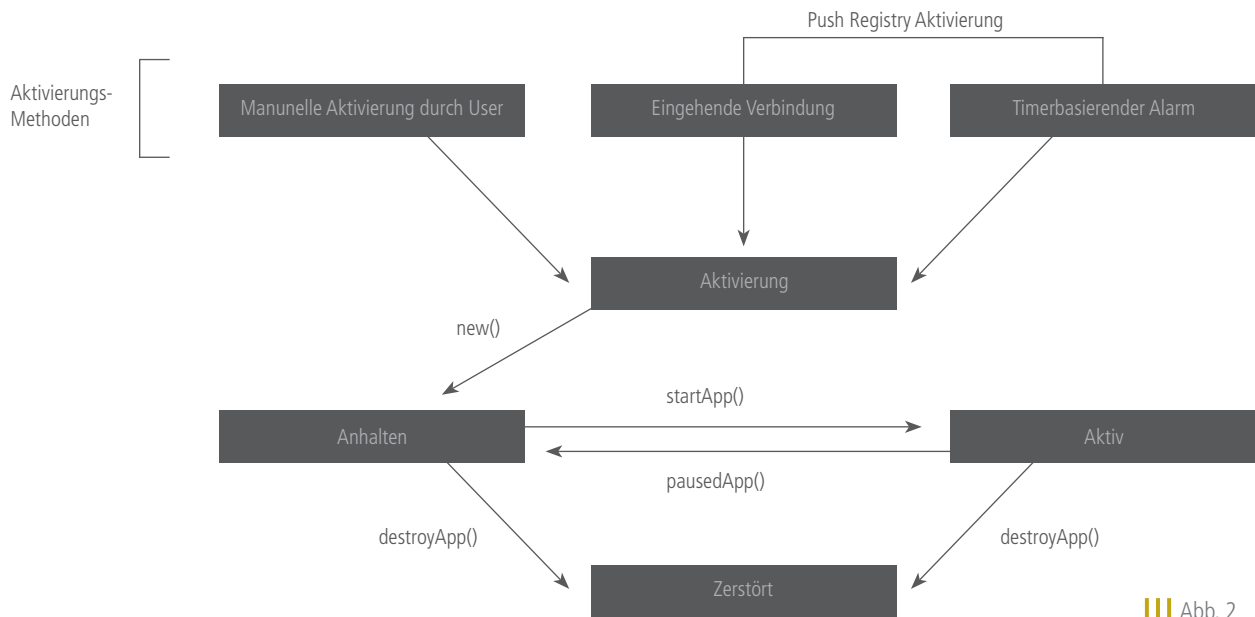 Push Registry Aktivierung
Aktivierungs-
Methoden
Manunelle Aktivierung durch User
Eingehende Verbindung
Timerbasierender Alarm
Aktivierung
new()
startApp()
Anhalten
Aktiv
pausedApp()
destroyApp()
destroyApp()
Zerstört
Abb. 2